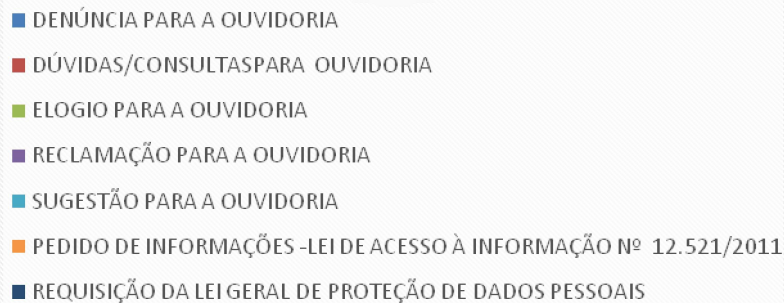 DENÚNCIA PARA A OUVIDORIA
DÚVIDAS/CONSULTASPARA OUVIDORIA
ELOGIO PARA A OUVIDORIA
RECLAMAÇÃO PARA A OUVIDORIA
SUGESTÃO PARA A OUVIDORIA
PEDIDO DE INFORMAÇÕES -LEI DE ACESSO À INFORMAÇÃO Nº 12.521/2011
REQUISIÇÃO DA LEI GERAL DE PROTEÇÃO DE DADOS PESSOAIS